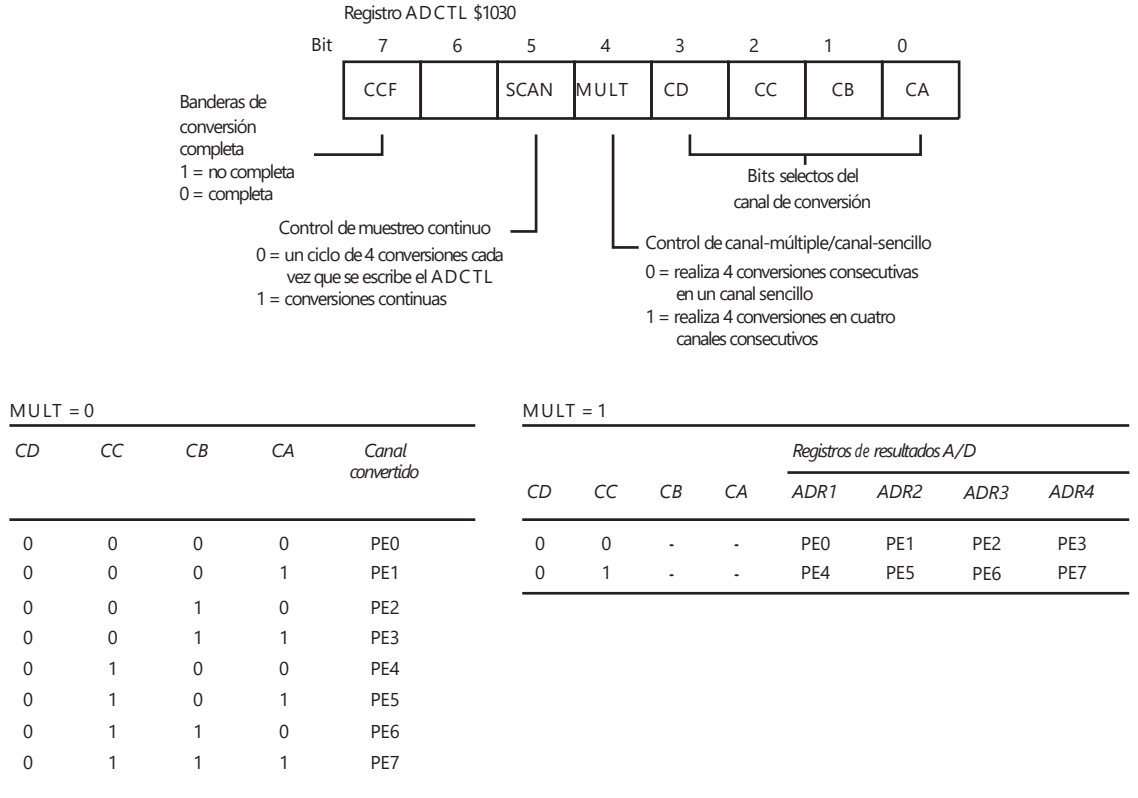 Registro ADCTL $1030
Bit 7 6 5 4 3 2 1 0
CCF SCAN MULT CD CC CB CA
Banderas de
conversión
completa
1 = no completa
0 = completa
Bits selectos del
canal de conversión
Control de muestreo continuo
0 = un ciclo de 4 conversiones cada
vez que se escribe el ADCTL
1 = conversiones continuas
Control de canal-múltiple/canal-sencillo
0 = realiza 4 conversiones consecutivas
en un canal sencillo
1 = realiza 4 conversiones en cuatro
canales consecutivos
MULT = 0
CD CC CB CA Canal
convertido
0 0 0 0 PE0
0 0 0 1 PE1
0 0 1 0 PE2
0 0 1 1 PE3
0 1 0 0 PE4
0 1 0 1 PE5
0 1 1 0 PE6
0 1 1 1 PE7
MULT = 1
Registros de resultados A/D
CD CC CB CA ADR1 ADR2 ADR3 ADR4
0 0 - - PE0 PE1 PE2 PE3
0 1 - - PE4 PE5 PE6 PE7